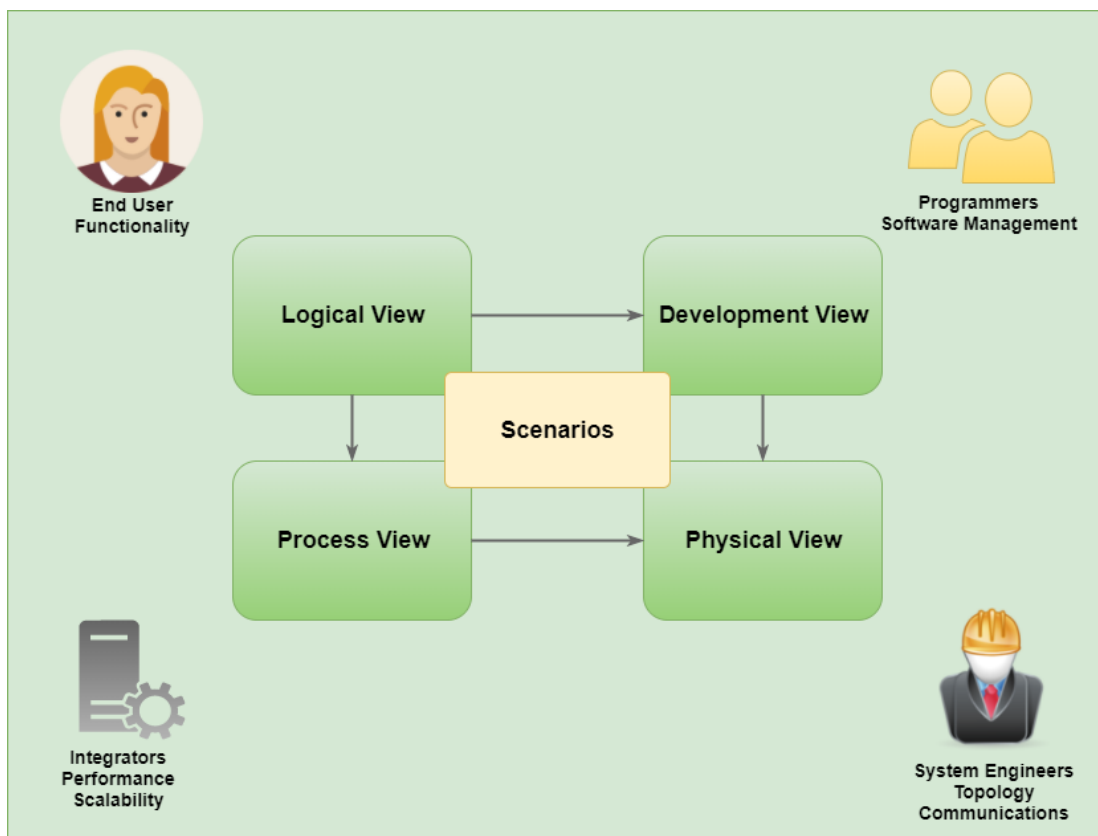 End User
Functionality
Programmers
Software Management
Logical View
Development View
Scenarios
Process View
Physical View
Integrators
Performance
Scalability
System Engineers
Topology
Communications